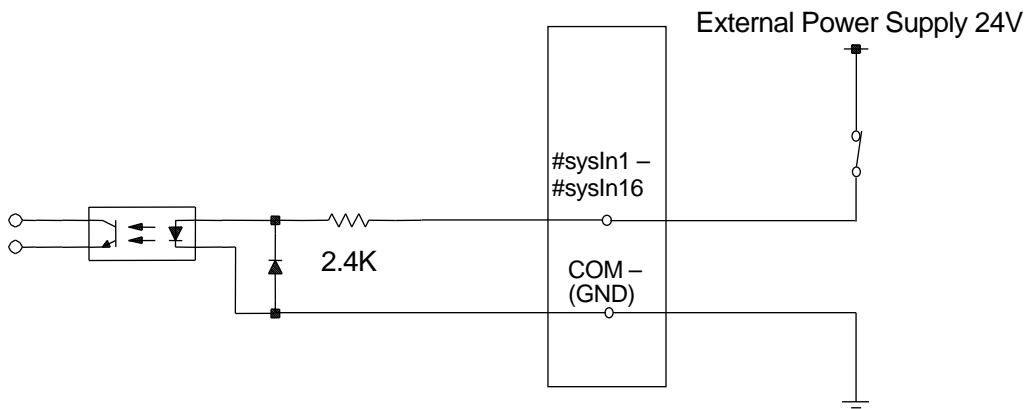 External Power Supply 24V
#sysIn1 –
#sysIn16
2.4K
COM –
(GND)